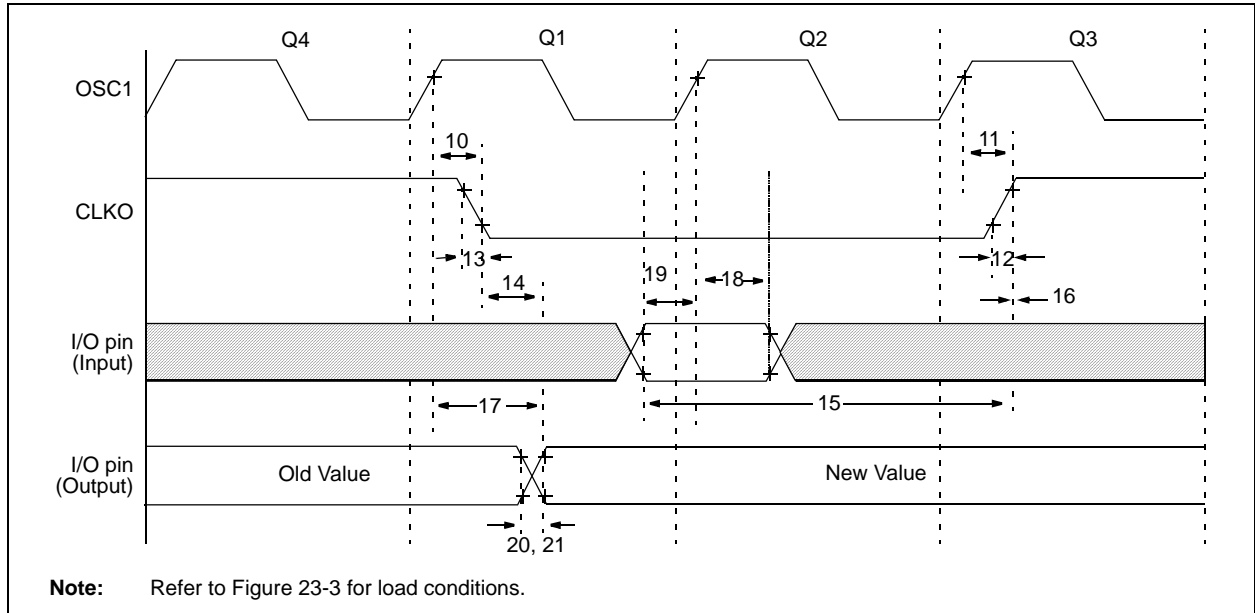 Q4 Q1 Q2 Q3
OSC1
10 11
CLKO
13 12
14 19 18 16
I/O pin
(Input)
17 15
I/O pin
(Output)
Old Value New Value
20, 21
Note: Refer to Figure 23-3 for load conditions.